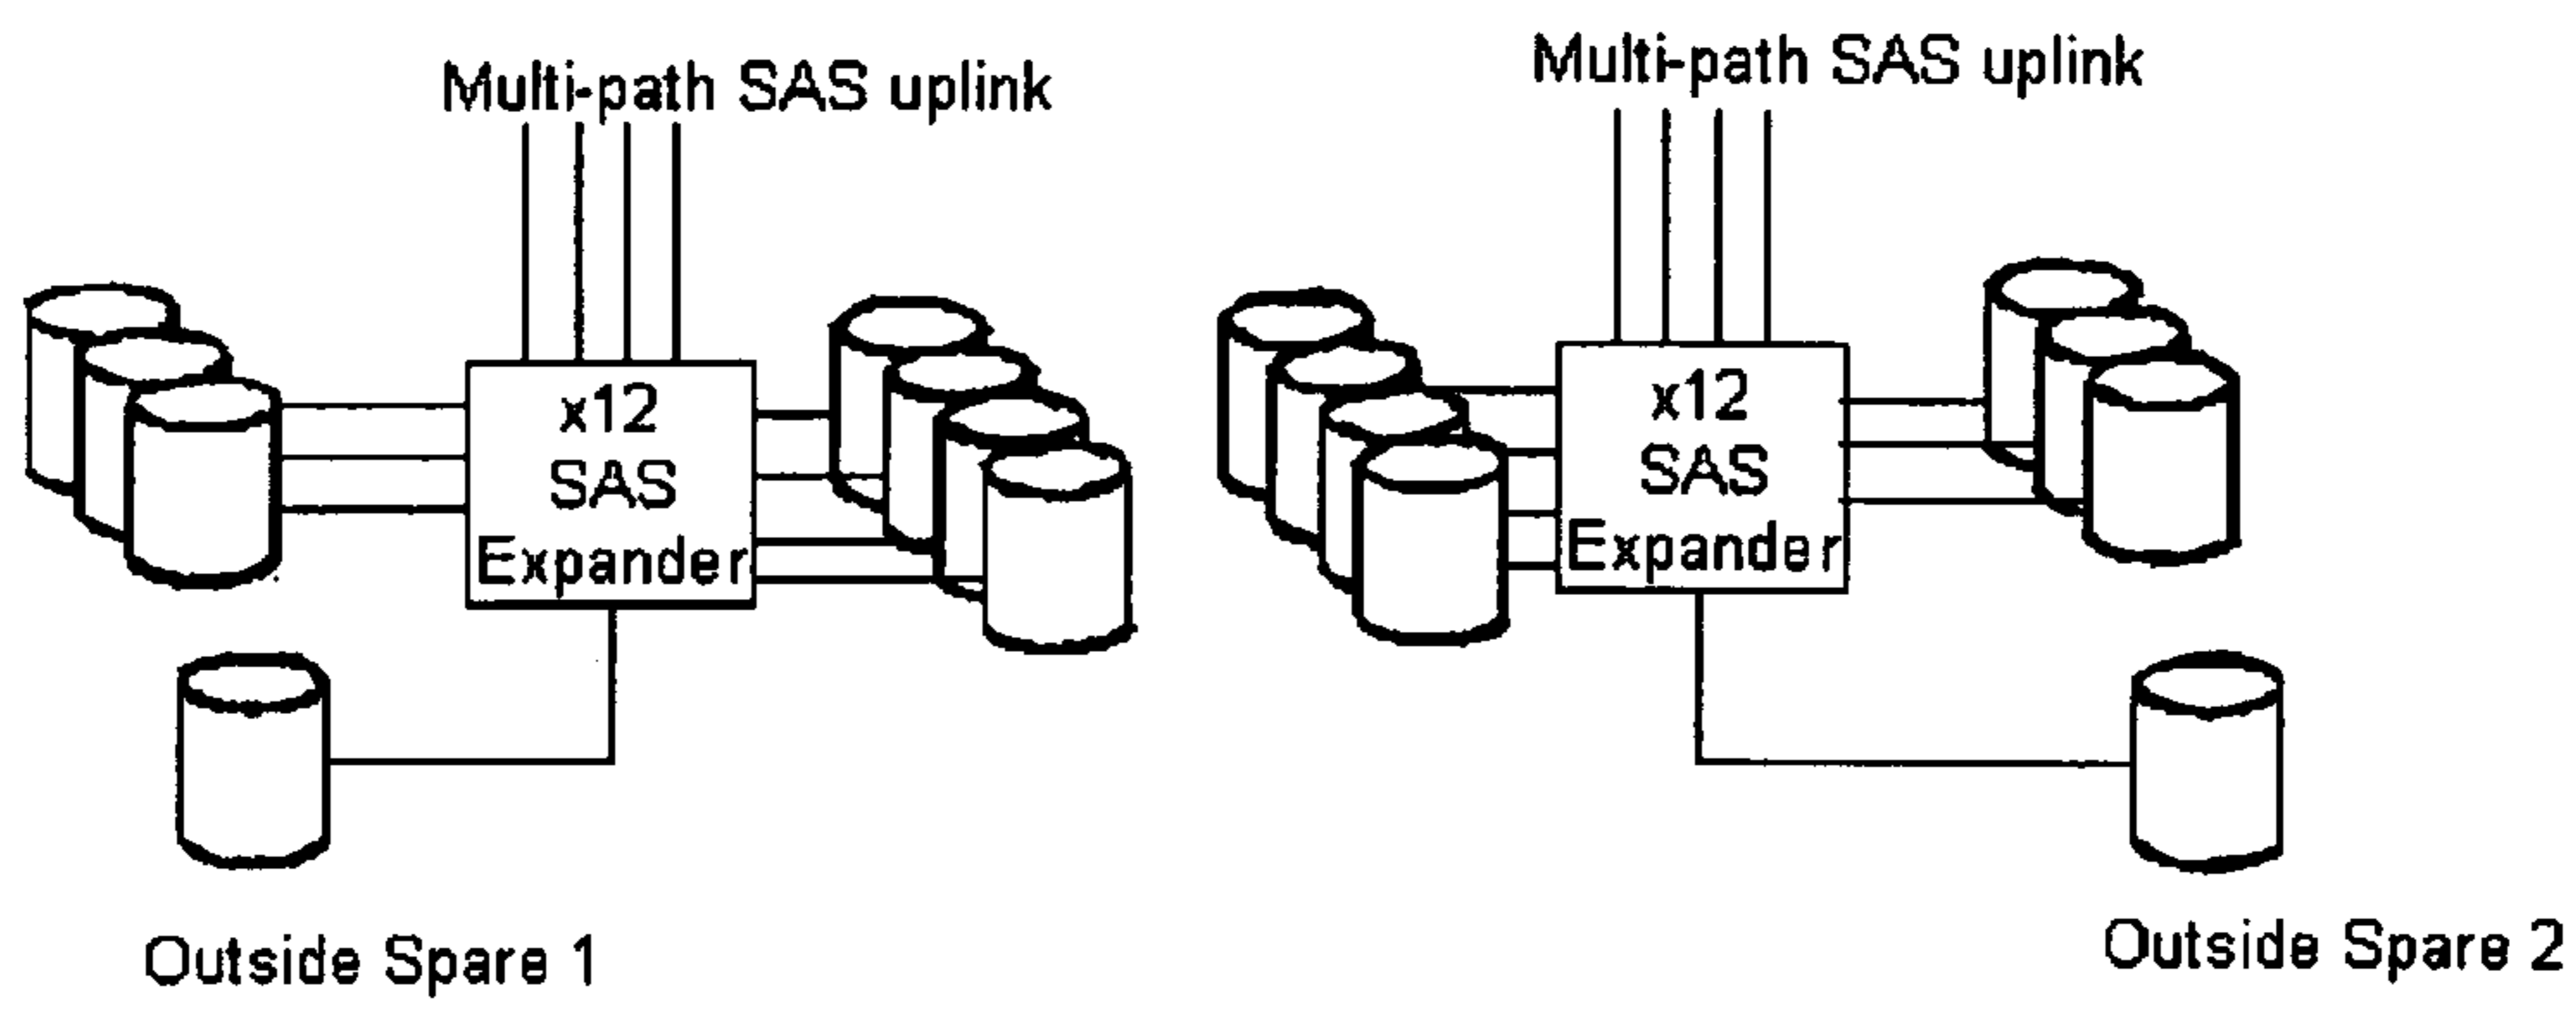 Multi-path SAS uplink
x12
SAS
Expander
Outside Spare 1
Multi-path SAS uplink
x12
SAS
Expander
Outside Spare 2